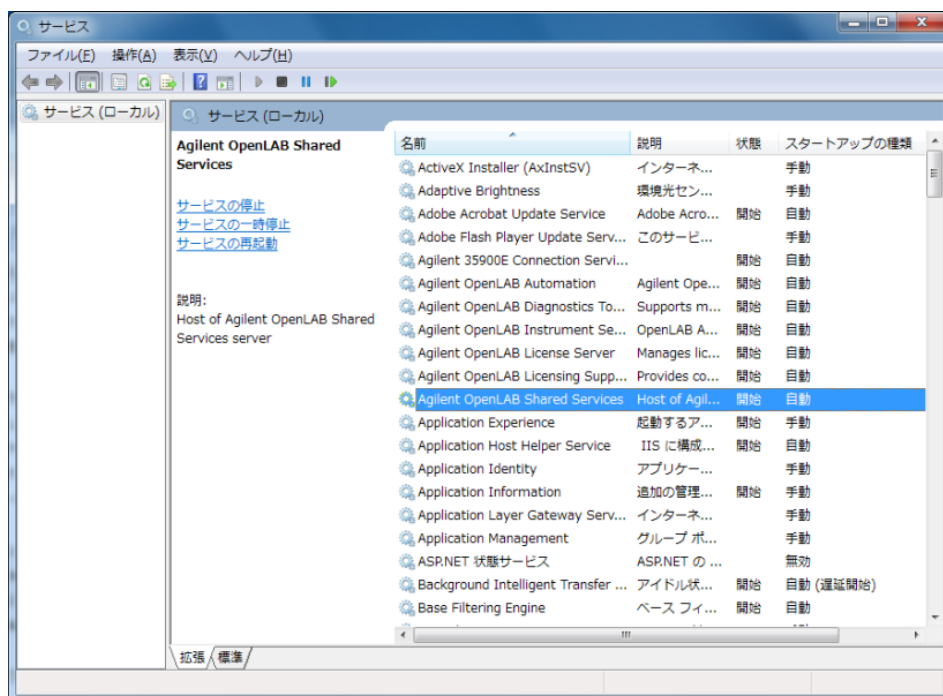 サービス
ファイル(F) 操作(A) 表示(V) ヘルプ(H)
サービス (ローカル)
サービス (ローカル)
Agilent OpenLAB Shared
Services
サービスの停止
サービスの一時停止
サービスの再起動
説明:
Host of Agilent OpenLAB Shared
Services server
名前 説明 状態 スタートアップの種類
ActiveX Installer (AxInstSV) インターネ... 手動
Adaptive Brightness 環境光セン... 手動
Adobe Acrobat Update Service Adobe Acro... 開始 自動
Adobe Flash Player Update Serv... このサービ... 手動
Agilent 35900E Connection Servi... 開始 自動
Agilent OpenLAB Automation Agilent Ope... 開始 自動
Agilent OpenLAB Diagnostics To... Supports m... 開始 自動
Agilent OpenLAB Instrument Se... OpenLAB A... 開始 自動
Agilent OpenLAB License Server Manages lic... 開始 自動
Agilent OpenLAB Licensing Supp... Provides co... 開始 自動
Agilent OpenLAB Shared Services Host of Agil... 開始 自動
Application Experience 起動するア... 開始 手動
Application Host Helper Service IIS に構成... 開始 自動
Application Identity アプリケー... 手動
Application Information 追加の管理... 開始 手動
Application Layer Gateway Serv... インターネ... 手動
Application Management グループ ポ... 手動
ASP.NET 状態サービス ASP.NET の ... 無効
Background Intelligent Transfer ... アイドル状... 開始 自動 (遅延開始)
Base Filtering Engine ベース フィ... 開始 自動
拡張 標準